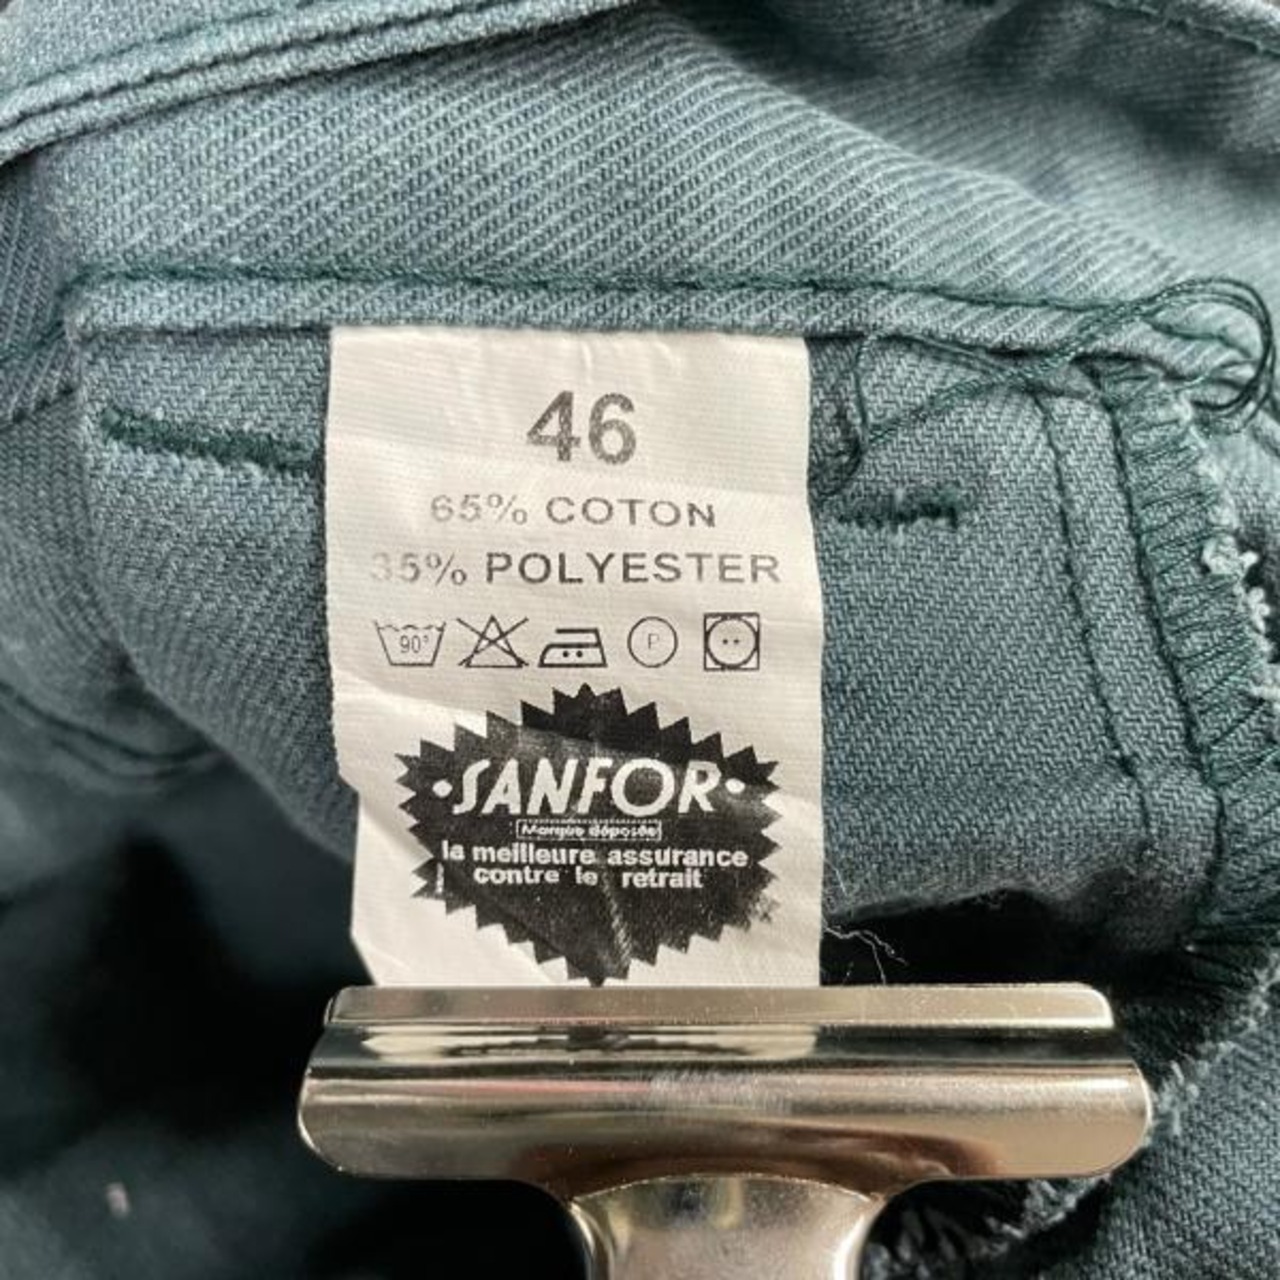 46
65% COTON
35% POLYESTER
90° P
SANFOR
Marque déposée
la meilleure assurance
contre le retrait